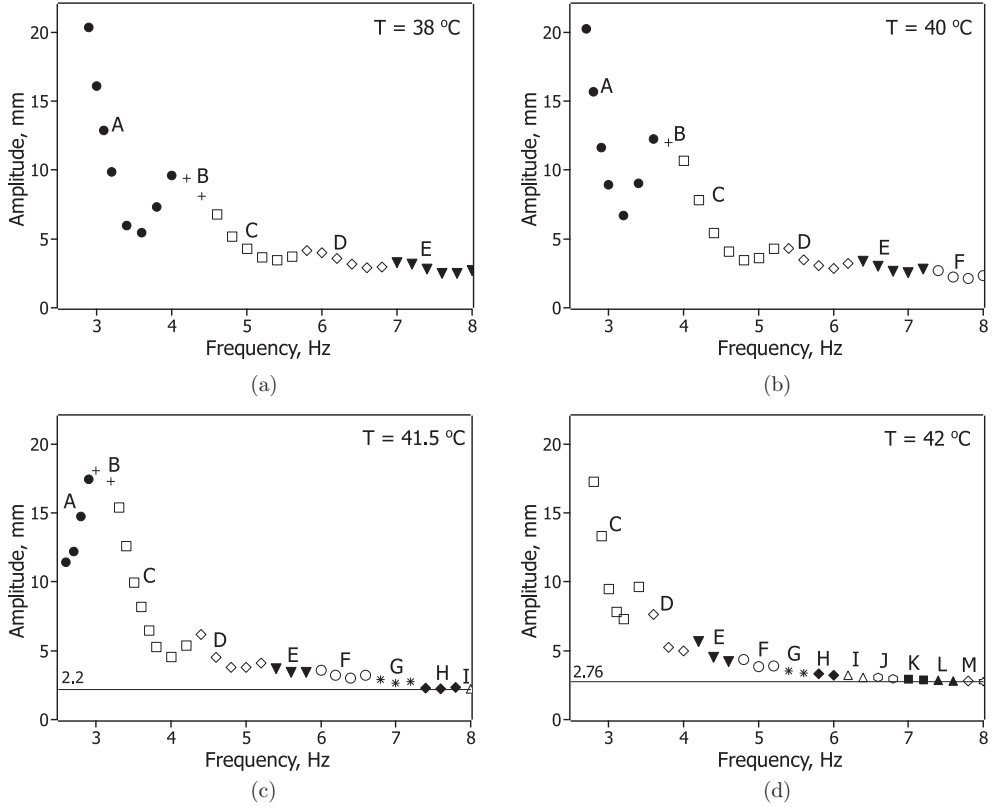 T = 38 °C
Amplitude, mm
20
15
10
5
0
A
B
C
D
E
3 4 5 6 7 8
Frequency, Hz
(a)
T = 40 °C
Amplitude, mm
20
15
10
5
0
A
B
C
D
E
F
3 4 5 6 7 8
Frequency, Hz
(b)
T = 41.5 °C
Amplitude, mm
20
15
10
5
0
2.2
A
B
C
D
E
F
G
H
I
3 4 5 6 7 8
Frequency, Hz
(c)
T = 42 °C
Amplitude, mm
20
15
10
5
0
2.76
C
D
E
F
G
H
I
J
K
L
M
3 4 5 6 7 8
Frequency, Hz
(d)